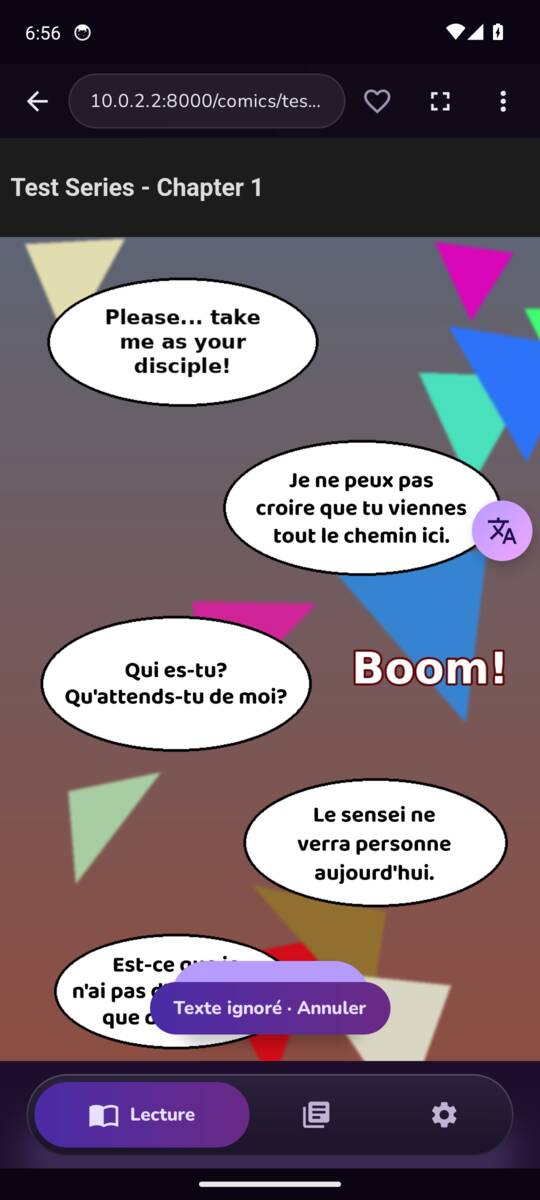 6:56
10.0.2.2:8000/comics/tes...
Test Series - Chapter 1
Please... take
me as your
disciple!
Je ne peux pas
croire que tu viennes
tout le chemin ici.
Qui es-tu?
Qu'attends-tu de moi?
Boom!
Le sensei ne
verra personne
aujourd'hui.
Est-ce
n'ai pas
que
Texte ignoré · Annuler
Lecture